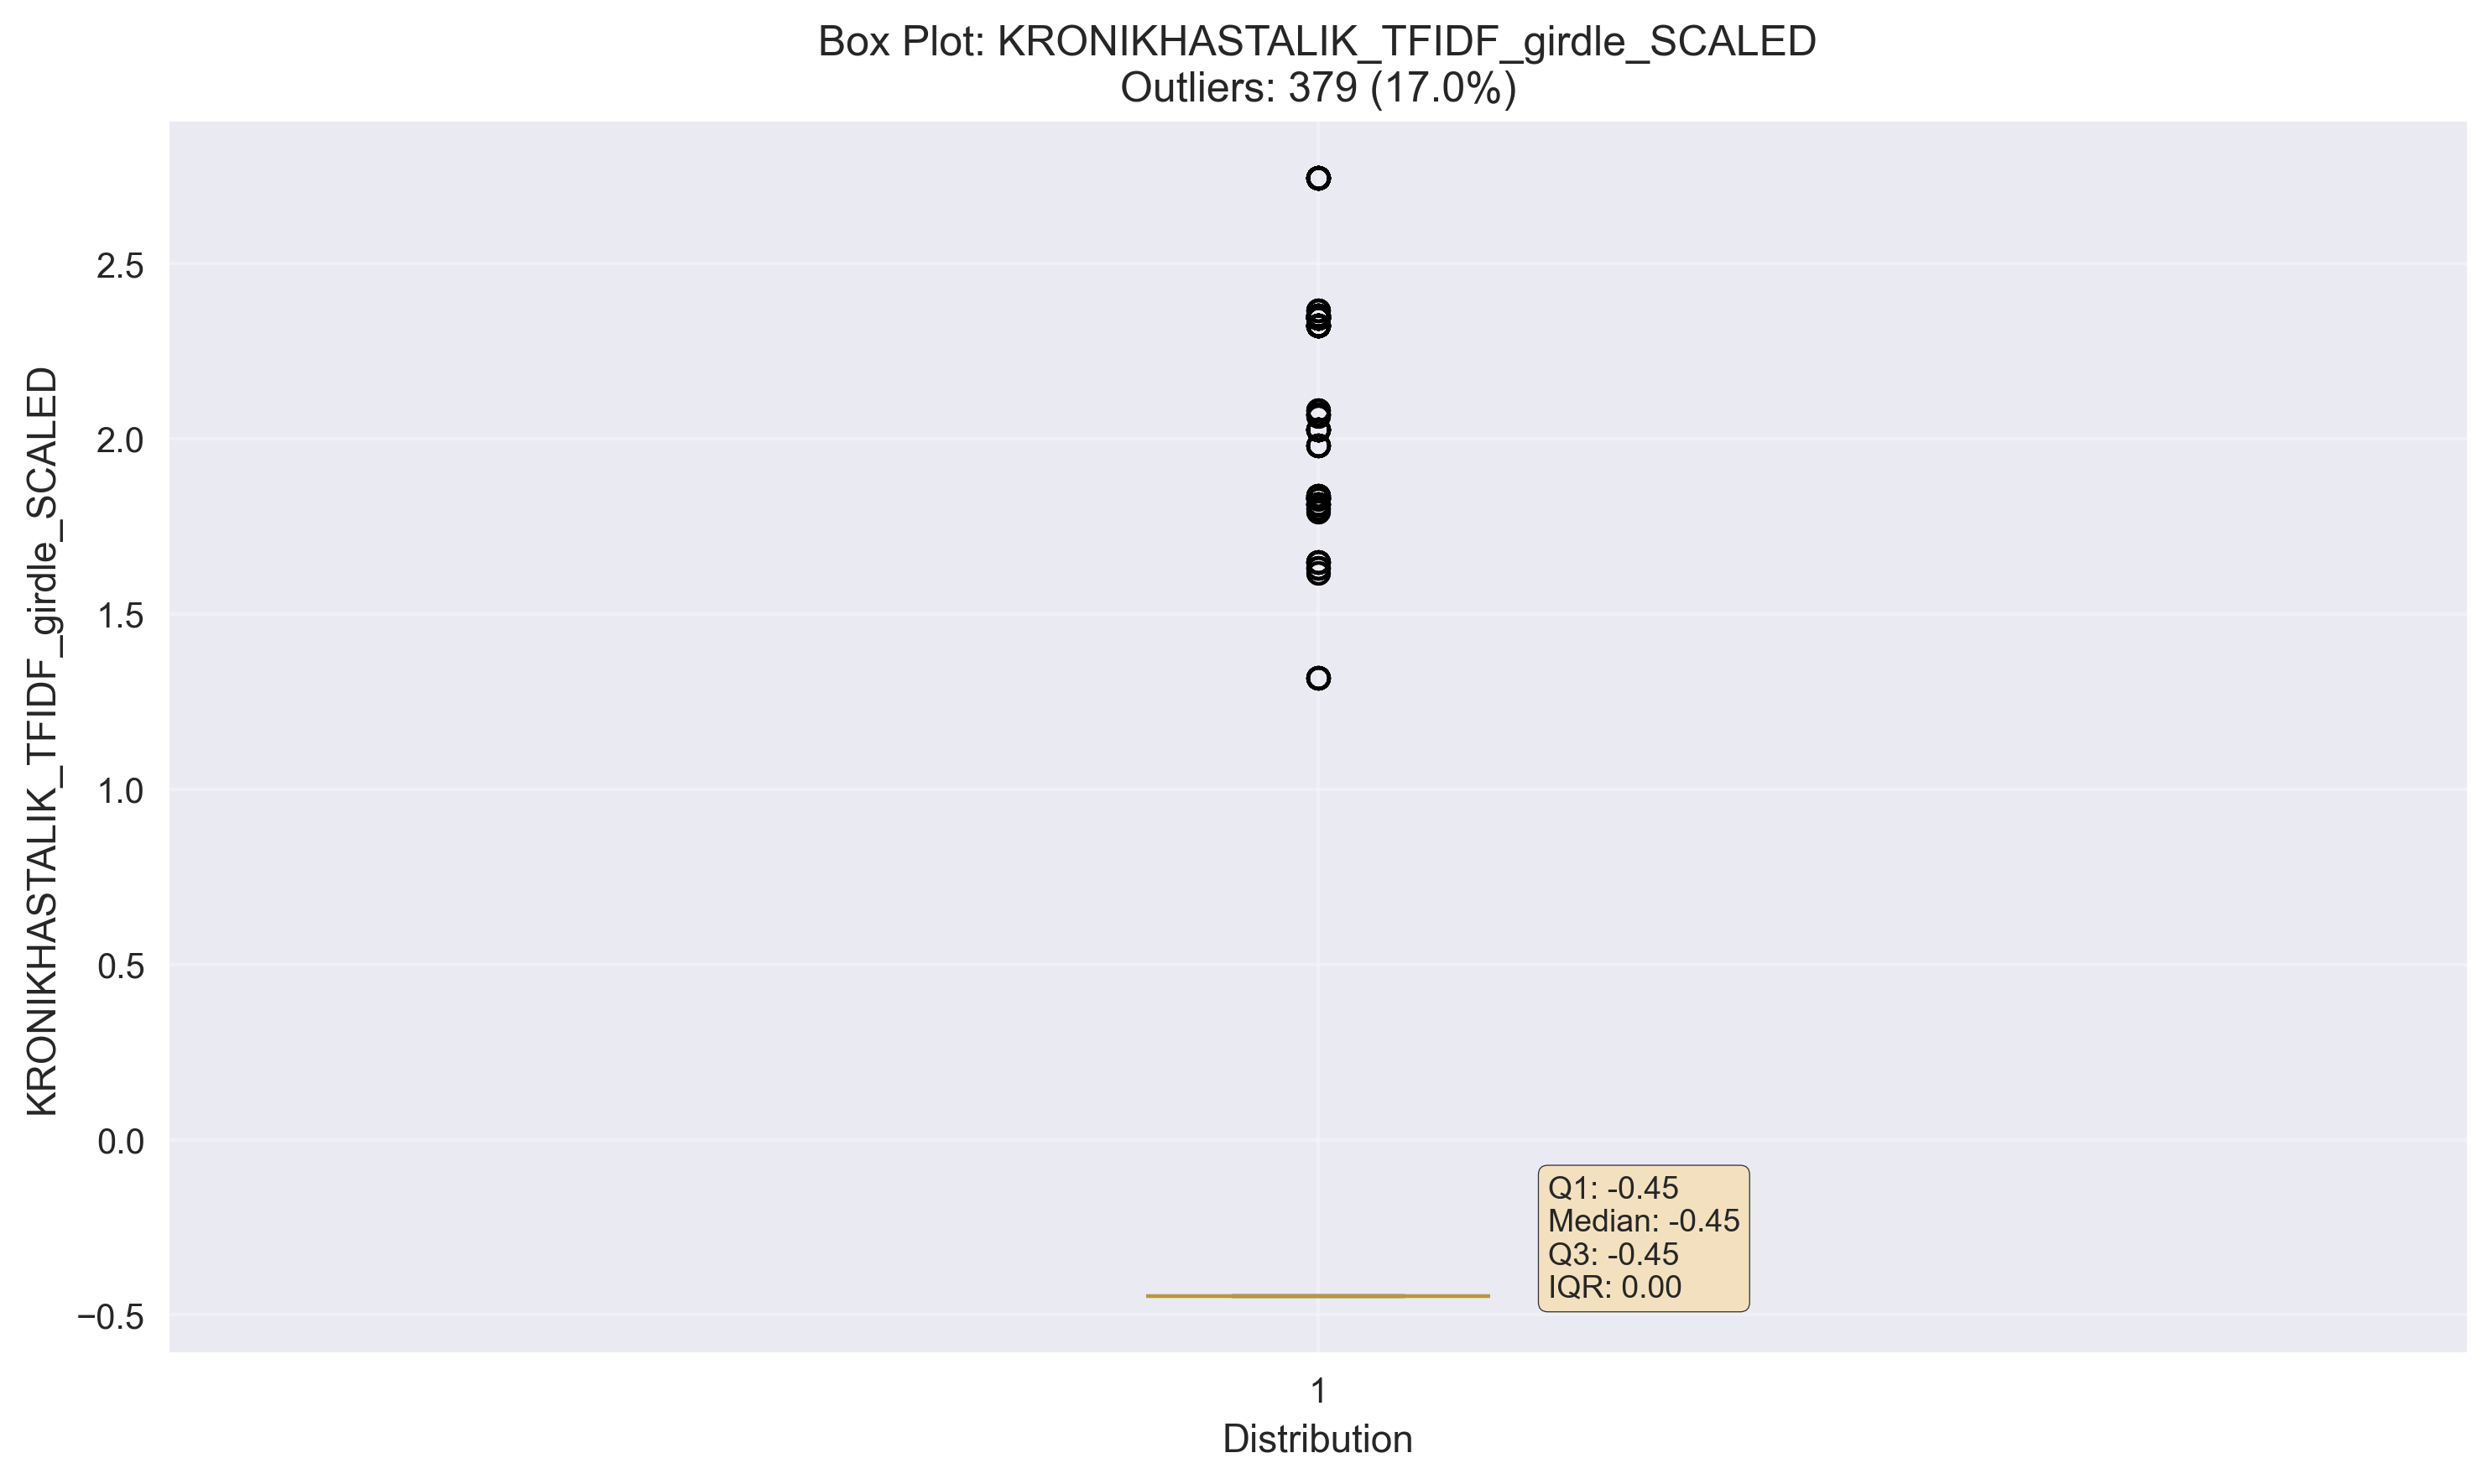 Box Plot: KRONIKHASTALIK_TFIDF_girdle_SCALED
Outliers: 379 (17.0%)
KRONIKHASTALIK_TFIDF_girdle_SCALED
2.5
2.0
1.5
1.0
0.5
0.0
−0.5
Q1: -0.45
Median: -0.45
Q3: -0.45
IQR: 0.00
1
Distribution